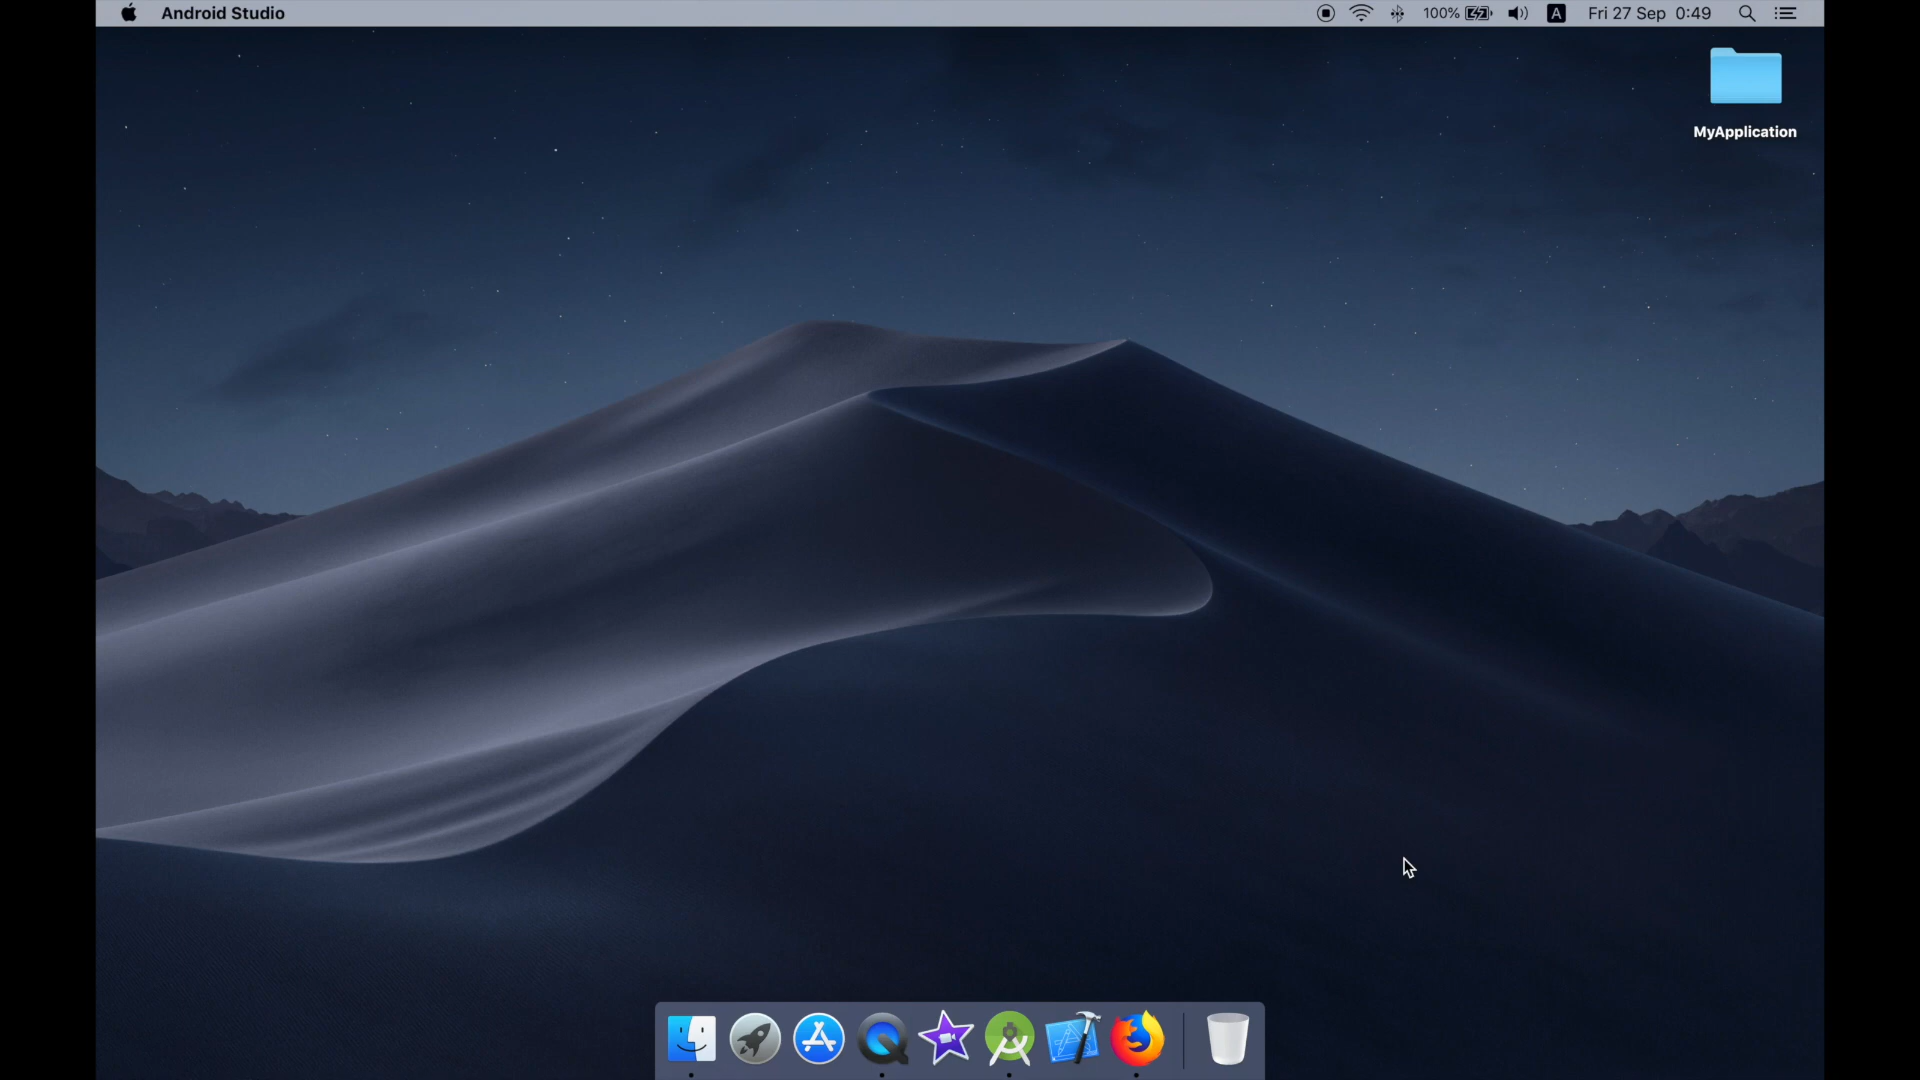 Android Studio
100%
A
Fri 27 Sep 0:49
MyApplication